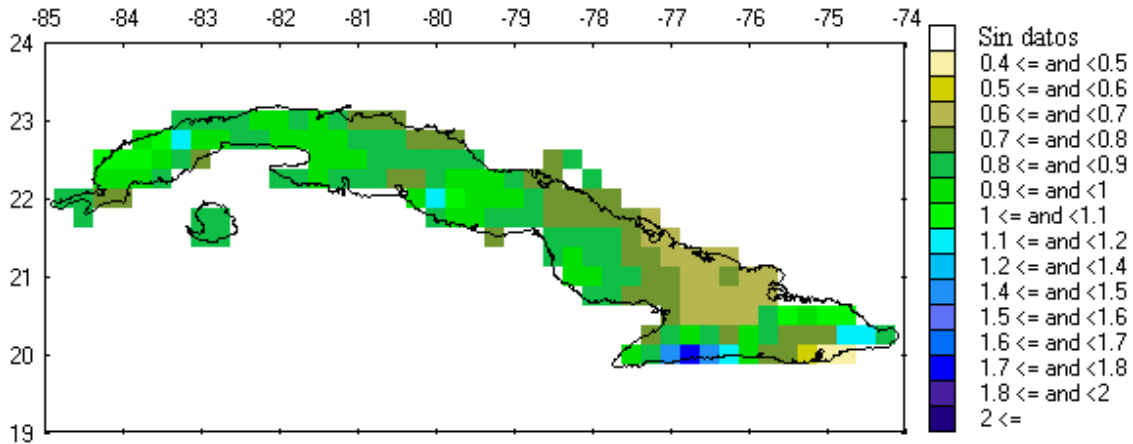 -85 -84 -83 -82 -81 -80 -79 -78 -77 -76 -75 -74
24
23
22
21
20
19
Sin datos
0.4 <= and <0.5
0.5 <= and <0.6
0.6 <= and <0.7
0.7 <= and <0.8
0.8 <= and <0.9
0.9 <= and <1
1 <= and <1.1
1.1 <= and <1.2
1.2 <= and <1.4
1.4 <= and <1.5
1.5 <= and <1.6
1.6 <= and <1.7
1.7 <= and <1.8
1.8 <= and <2
2 <=